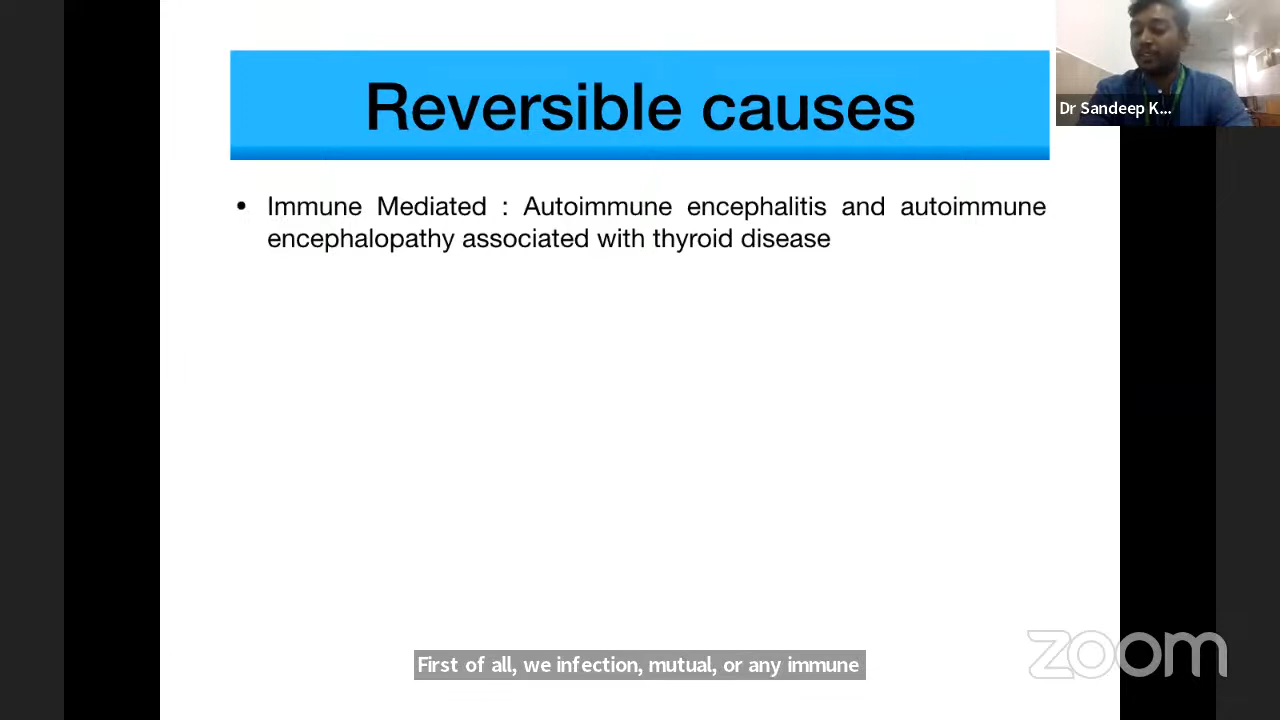 Reversible causes
Dr Sandeep K...
• Immune Mediated : Autoimmune encephalitis and autoimmune
encephalopathy associated with thyroid disease
First of all, we infection, mutual, or any immune
zoom